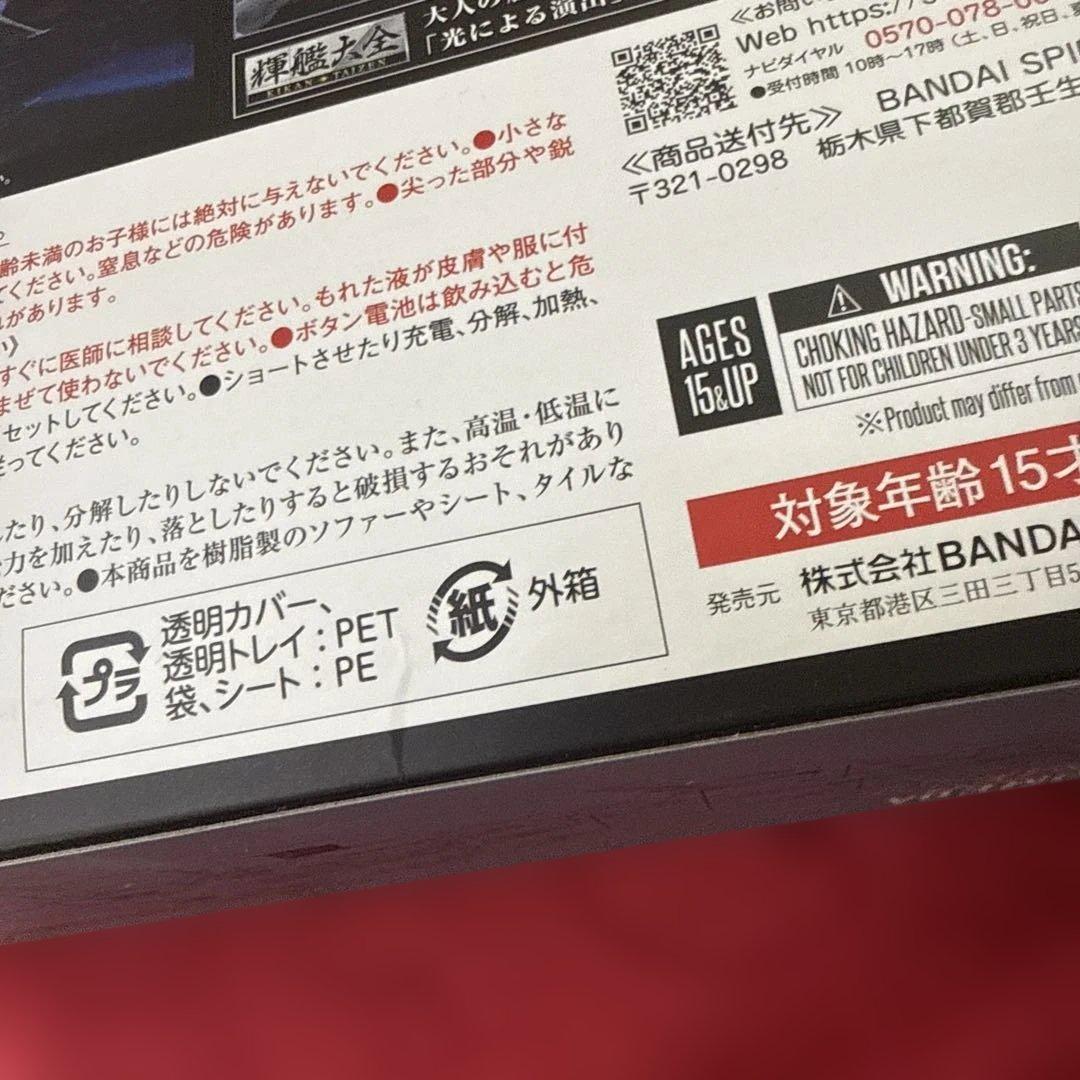 大人の
「光による演出
輝艦大全
KIKAN★TAIZEN
齢未満のお子様には絶対に与えないでください。●小さな
てください。窒息などの危険があります。●尖った部分や鋭
があります。
すぐに医師に相談してください。もれた液が皮膚や服に付
まぜて使わないでください。●ボタン電池は飲み込むと危
セットしてください。●ショートさせたり充電、分解、加熱、
ってください。
たり、分解したりしないでください。また、高温・低温に
力を加えたり、落としたりすると破損するおそれがあり
ださい。●本商品を樹脂製のソファーやシート、タイルな
プラ
透明カバー、
透明トレイ：PET
袋、シート：PE
紙
外箱
≪お問い
Web https://
ナビダイヤル 0570-078-0
●受付時間 10時～17時（土、日、祝日、
≪商品送付先≫ BANDAI SPI
〒321-0298 栃木県下都賀郡壬生
AGES
15&UP
WARNING:
CHOKING HAZARD-SMALL PARTS
NOT FOR CHILDREN UNDER 3 YEARS
※Product may differ from
対象年齢15才
発売元 株式会社BANDA
東京都港区三田三丁目5